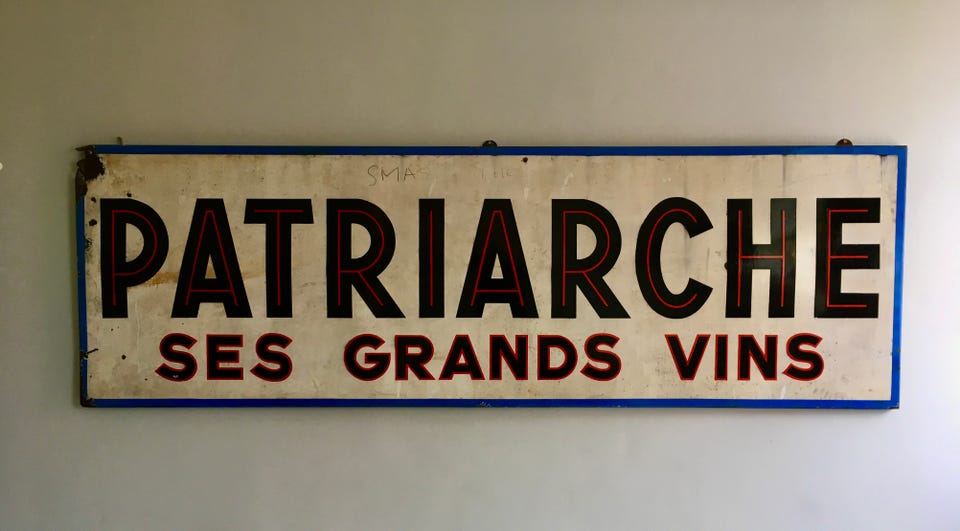 PATRIARCHE
SES GRANDS VINS